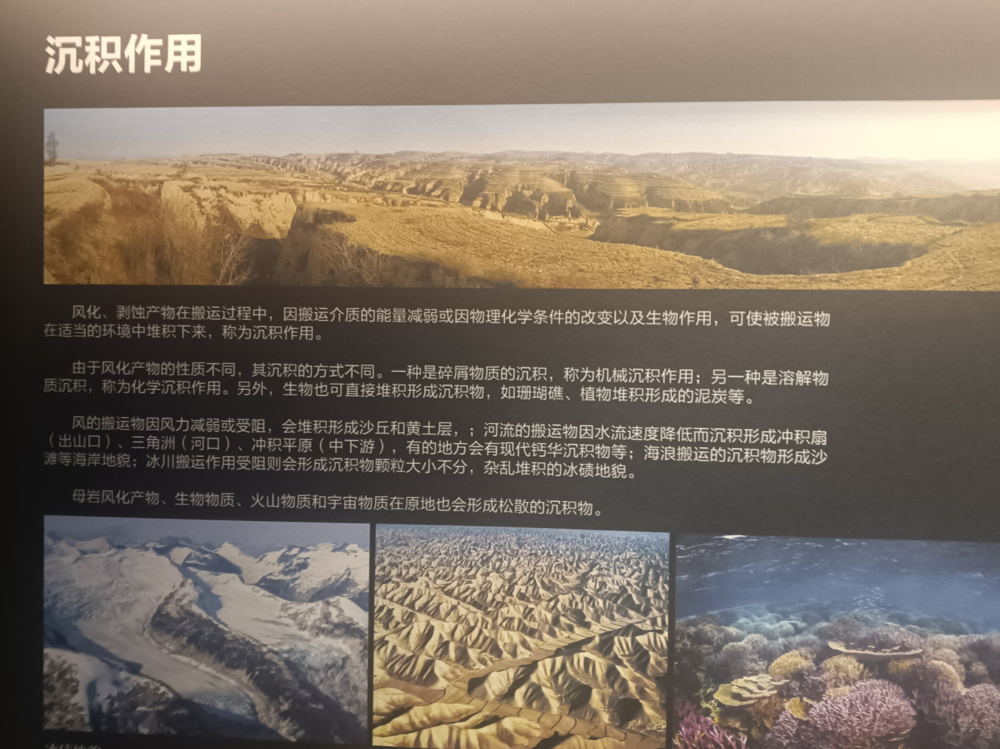 沉积作用
风化、剥蚀产物在搬运过程中，因搬运介质的能量减弱或因物理化学条件的改变以及生物作用，可使被搬运物
在适当的环境中堆积下来，称为沉积作用。
由于风化产物的性质不同，其沉积的方式不同。一种是碎屑物质的沉积，称为机械沉积作用；另一种是溶解物
质沉积，称为化学沉积作用。另外，生物也可直接堆积形成沉积物，如珊瑚礁、植物堆积形成的泥炭等。
风的搬运物因风力减弱或受阻，会堆积形成沙丘和黄土层，；河流的搬运物因水流速度降低而沉积形成冲积扇
（出山口）、三角洲（河口）、冲积平原（中下游），有的地方会有现代钙华沉积物等；海浪搬运的沉积物形成沙
滩等海岸地貌；冰川搬运作用受阻则会形成沉积物颗粒大小不分，杂乱堆积的冰碛地貌。
母岩风化产物、生物物质、火山物质和宇宙物质在原地也会形成松散的沉积物。